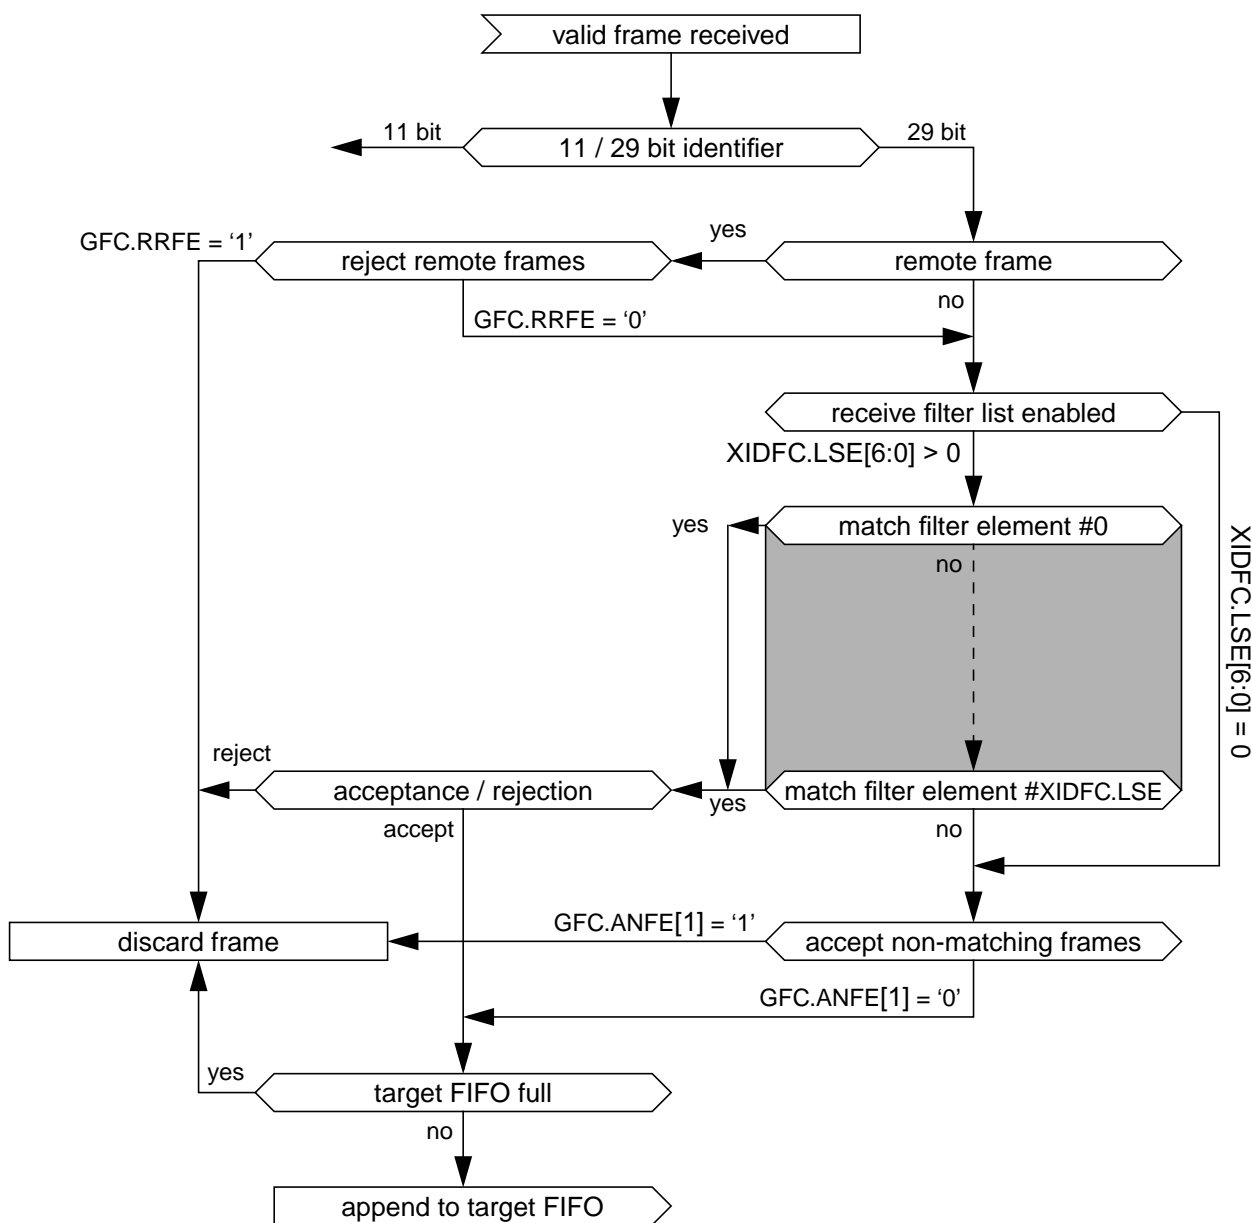 valid frame received
11 bit
29 bit
11 / 29 bit identifier
GFC.RRFE = ‘1’
yes
reject remote frames
remote frame
no
GFC.RRFE = ‘0’
receive filter list enabled
XIDFC.LSE[6:0] > 0
yes
match filter element #0
no
XIDFC.LSE[6:0] = 0
reject
acceptance / rejection
yes
match filter element #XIDFC.LSE
accept
no
GFC.ANFE[1] = ‘1’
discard frame
accept non-matching frames
GFC.ANFE[1] = ‘0’
yes
target FIFO full
no
append to target FIFO